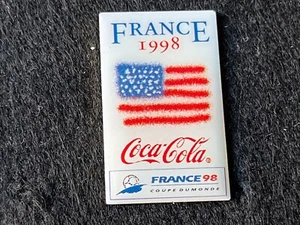 FRANCE
1998
Coca-Cola
FRANCE 98
COUPE DU MONDE